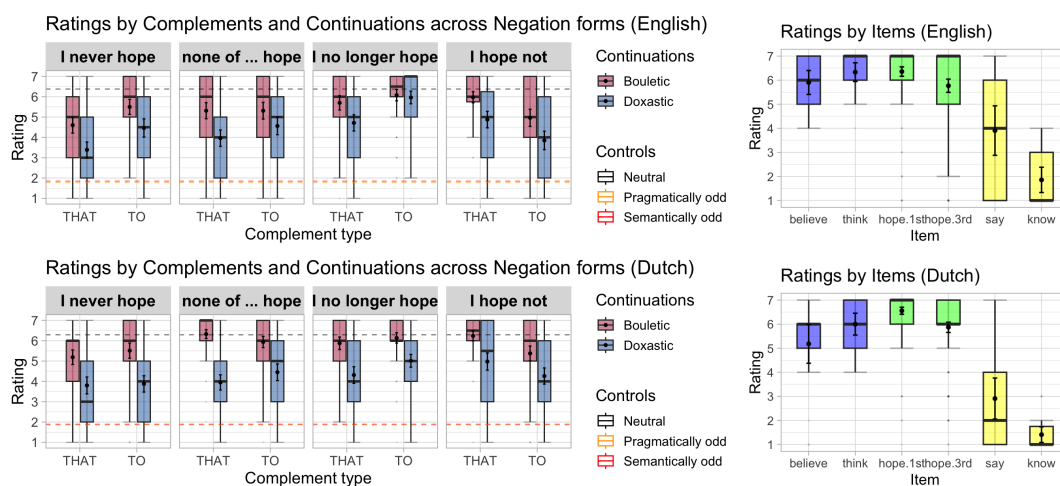 Ratings by Complements and Continuations across Negation forms (English)
I never hope
none of ... hope
I no longer hope
I hope not
Rating
7
6
5
4
3
2
1
THAT TO THAT TO THAT TO THAT TO
Complement type
Continuations
Bouletic
Doxastic
Controls
Neutral
Pragmatically odd
Semantically odd
Ratings by Items (English)
Rating
7
6
5
4
3
2
1
believe think hope.1sthope.3rd say know
Item
Ratings by Complements and Continuations across Negation forms (Dutch)
I never hope
none of ... hope
I no longer hope
I hope not
Rating
7
6
5
4
3
2
1
THAT TO THAT TO THAT TO THAT TO
Complement type
Continuations
Bouletic
Doxastic
Controls
Neutral
Pragmatically odd
Semantically odd
Ratings by Items (Dutch)
Rating
7
6
5
4
3
2
1
believe think hope.1sthope.3rd say know
Item